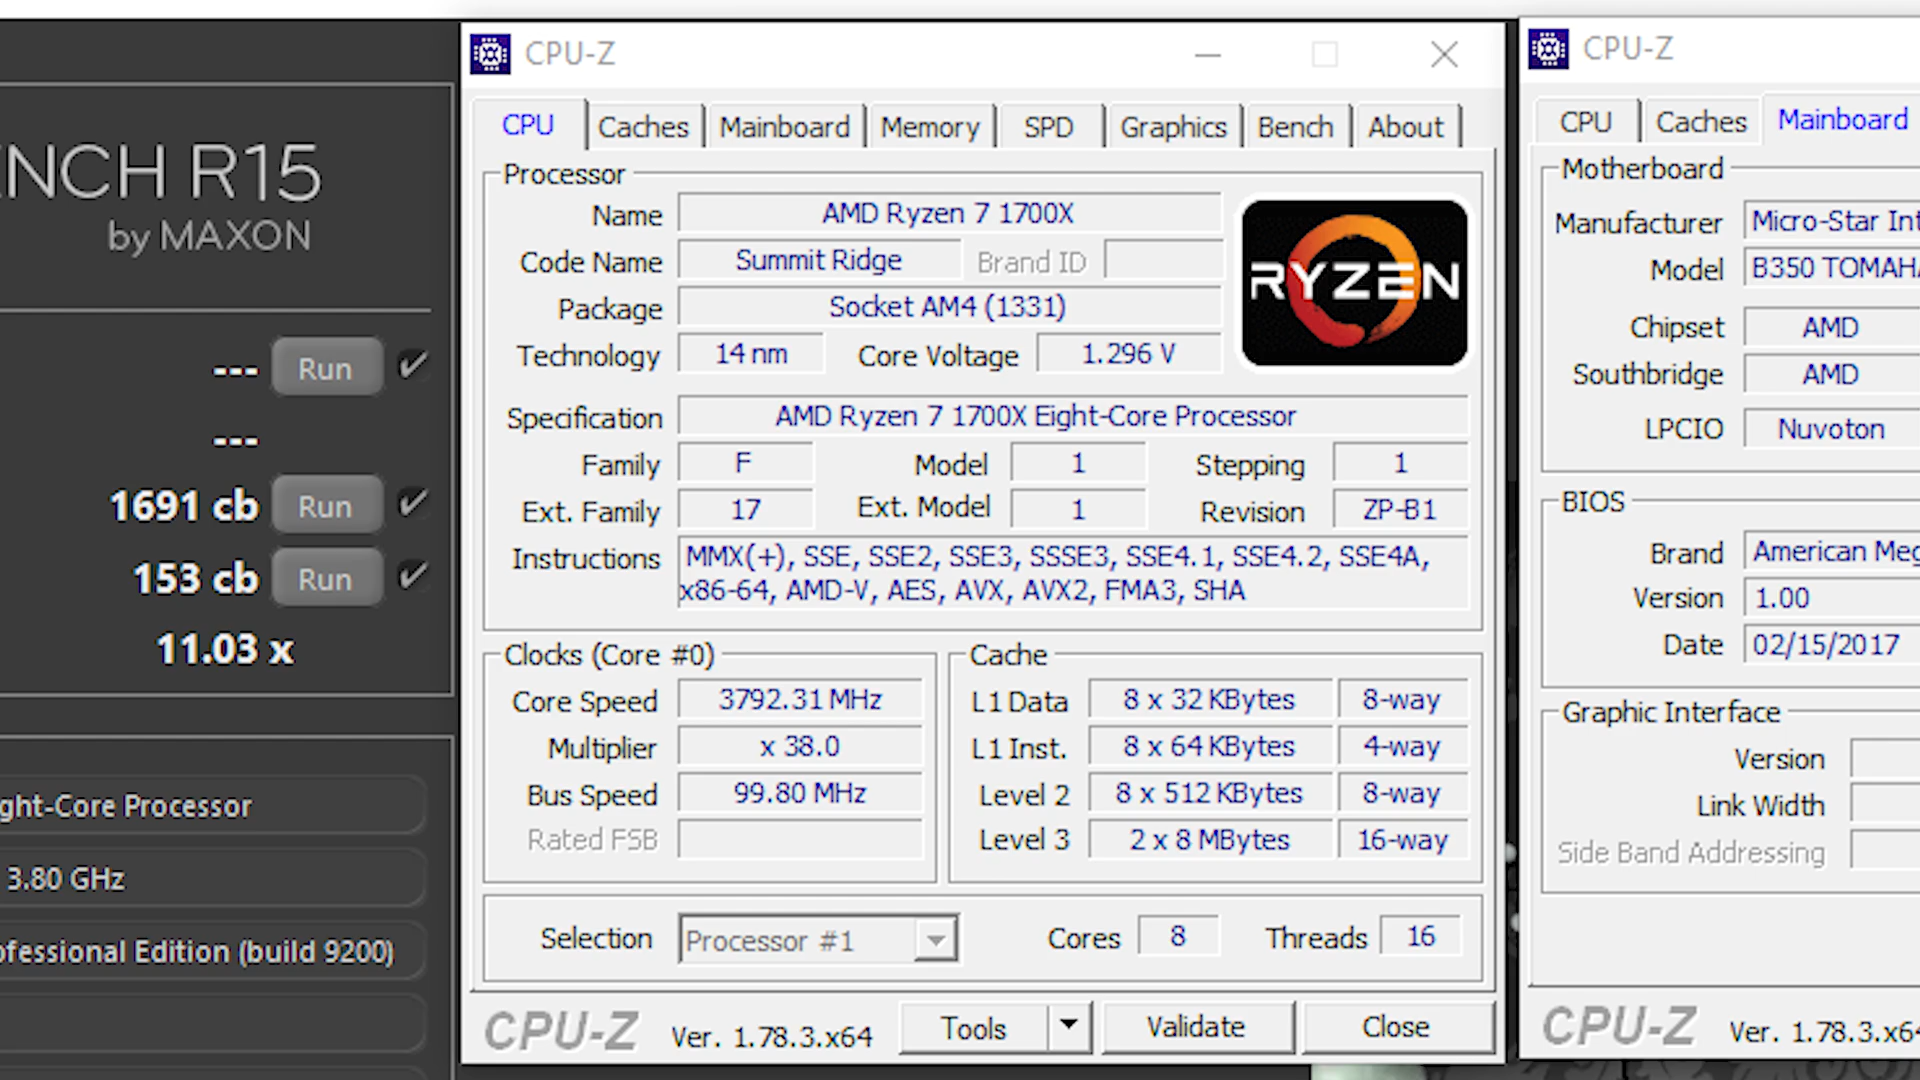 NCH R15
by MAXON
--- Run
---
1691 cb Run
153 cb Run
11.03 x
ght-Core Processor
3.80 GHz
ofessional Edition (build 9200)
CPU-Z
CPU Caches Mainboard Memory SPD Graphics Bench About
Processor
Name AMD Ryzen 7 1700X
Code Name Summit Ridge Brand ID
Package Socket AM4 (1331)
Technology 14 nm Core Voltage 1.296 V
RYZEN
Specification AMD Ryzen 7 1700X Eight-Core Processor
Family F Model 1 Stepping 1
Ext. Family 17 Ext. Model 1 Revision ZP-B1
Instructions MMX(+), SSE, SSE2, SSE3, SSSE3, SSE4.1, SSE4.2, SSE4A,
x86-64, AMD-V, AES, AVX, AVX2, FMA3, SHA
Clocks (Core #0)
Core Speed 3792.31 MHz
Multiplier x 38.0
Bus Speed 99.80 MHz
Rated FSB
Cache
L1 Data 8 x 32 KBytes 8-way
L1 Inst. 8 x 64 KBytes 4-way
Level 2 8 x 512 KBytes 8-way
Level 3 2 x 8 MBytes 16-way
Selection Processor #1 Cores 8 Threads 16
CPU-Z Ver. 1.78.3.x64 Tools Validate Close
CPU-Z
CPU Caches Mainboard
Motherboard
Manufacturer Micro-Star Int
Model B350 TOMAHA
Chipset AMD
Southbridge AMD
LPCIO Nuvoton
BIOS
Brand American Meg
Version 1.00
Date 02/15/2017
Graphic Interface
Version
Link Width
Side Band Addressing
CPU-Z Ver. 1.78.3.x64